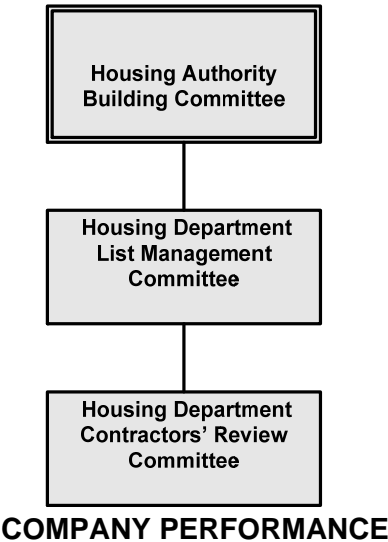 Housing Authority
Building Committee
Housing Department
List Management
Committee
Housing Department
Contractors’ Review
Committee
COMPANY PERFORMANCE